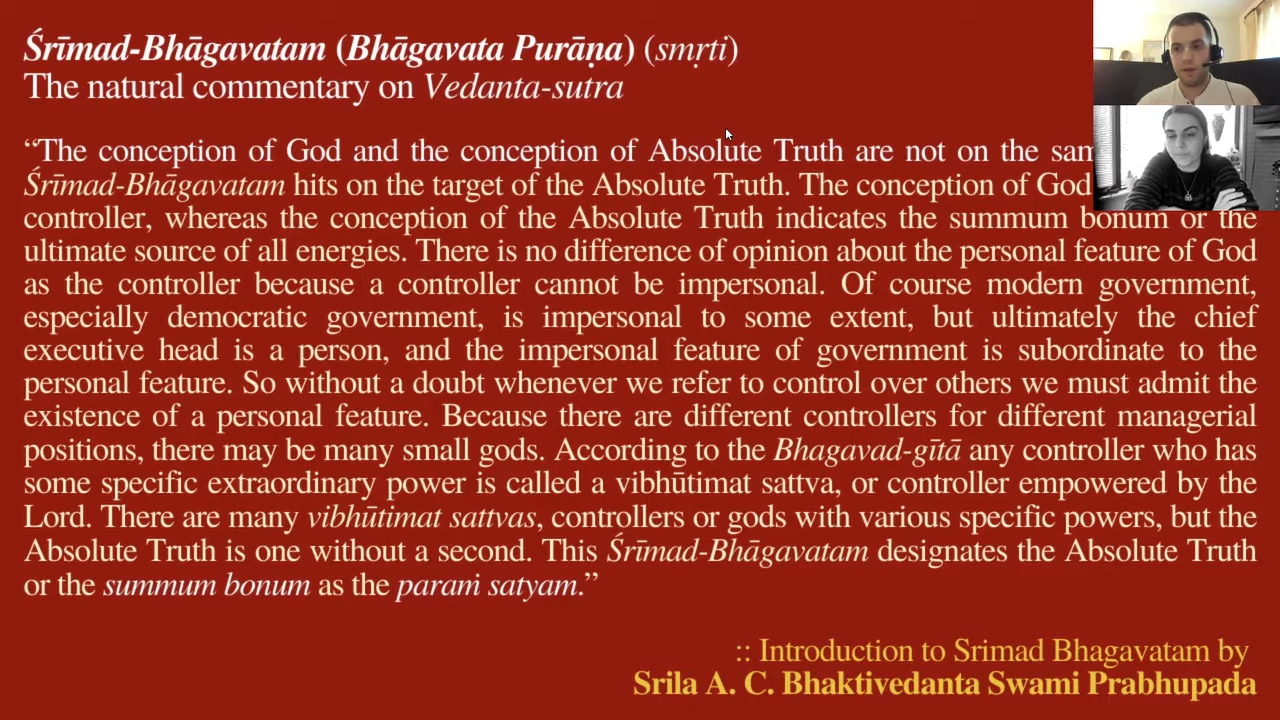 Śrīmad-Bhāgavatam (Bhāgavata Purāṇa) (smṛti)
The natural commentary on Vedanta-sutra
“The conception of God and the conception of Absolute Truth are not on the
Śrīmad-Bhāgavatam hits on the target of the Absolute Truth. The conception of God
controller, whereas the conception of the Absolute Truth indicates the summum bonum or the
ultimate source of all energies. There is no difference of opinion about the personal feature of God
as the controller because a controller cannot be impersonal. Of course modern government,
especially democratic government, is impersonal to some extent, but ultimately the chief
executive head is a person, and the impersonal feature of government is subordinate to the
personal feature. So without a doubt whenever we refer to control over others we must admit the
existence of a personal feature. Because there are different controllers for different managerial
positions, there may be many small gods. According to the Bhagavad-gītā any controller who has
some specific extraordinary power is called a vibhūtimat sattva, or controller empowered by the
Lord. There are many vibhūtimat sattvas, controllers or gods with various specific powers, but the
Absolute Truth is one without a second. This Śrīmad-Bhāgavatam designates the Absolute Truth
or the summum bonum as the paraṁ satyam.”
:: Introduction to Srimad Bhagavatam by
Srila A. C. Bhaktivedanta Swami Prabhupada